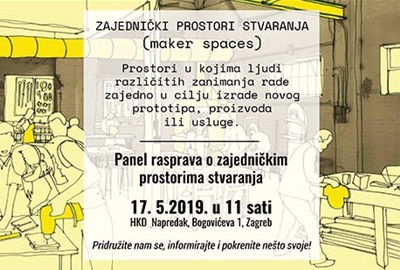 ZAJEDNIČKI PROSTORI STVARANJA
(maker spaces)
Prostori u kojima ljudi
različitih zanimanja rade
zajedno u cilju izrade novog
prototipa, proizvoda
ili usluge.
Panel rasprava o zajedničkim
prostorima stvaranja
17. 5.2019. u 11 sati
HKD Napredak, Bogovićeva 1, Zagreb
Pridružite nam se, informirajte i pokrenite nešto svoje!